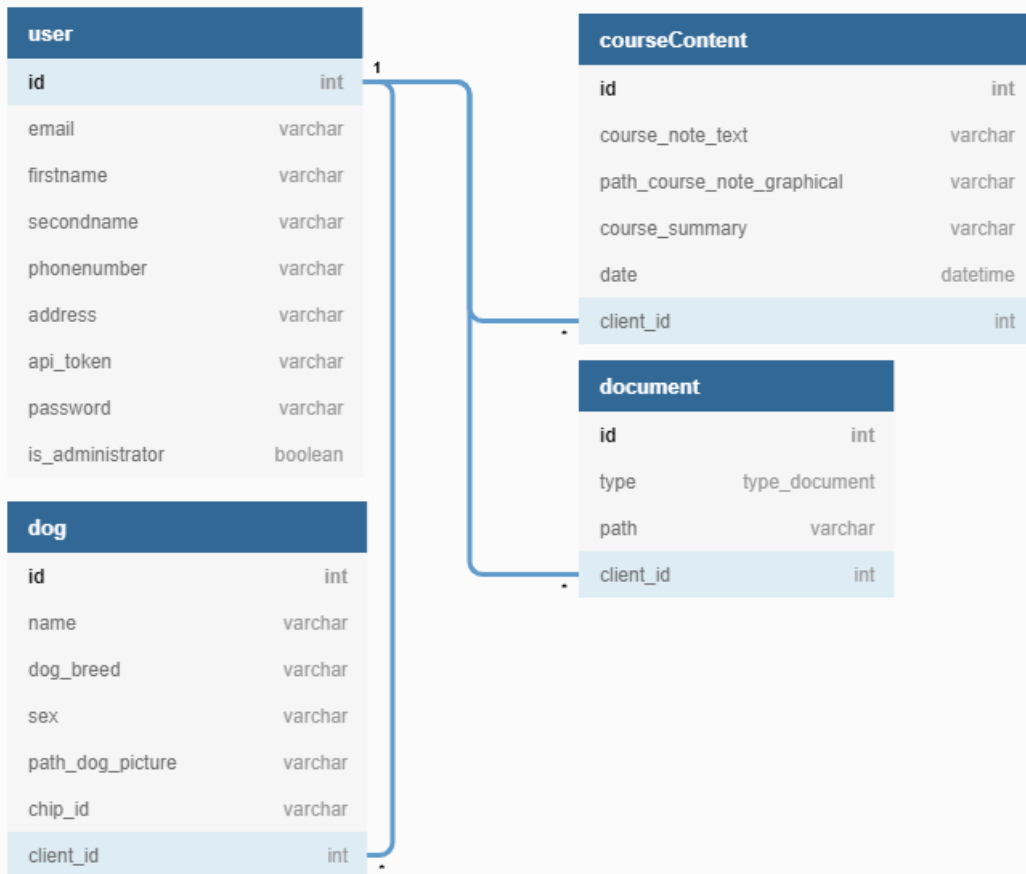 user
id int
email varchar
firstname varchar
secondname varchar
phonenumber varchar
address varchar
api_token varchar
password varchar
is_administrator boolean
1
dog
id int
name varchar
dog_breed varchar
sex varchar
path_dog_picture varchar
chip_id varchar
client_id int
*
courseContent
id int
course_note_text varchar
path_course_note_graphical varchar
course_summary varchar
date datetime
client_id int
*
document
id int
type type_document
path varchar
client_id int
*